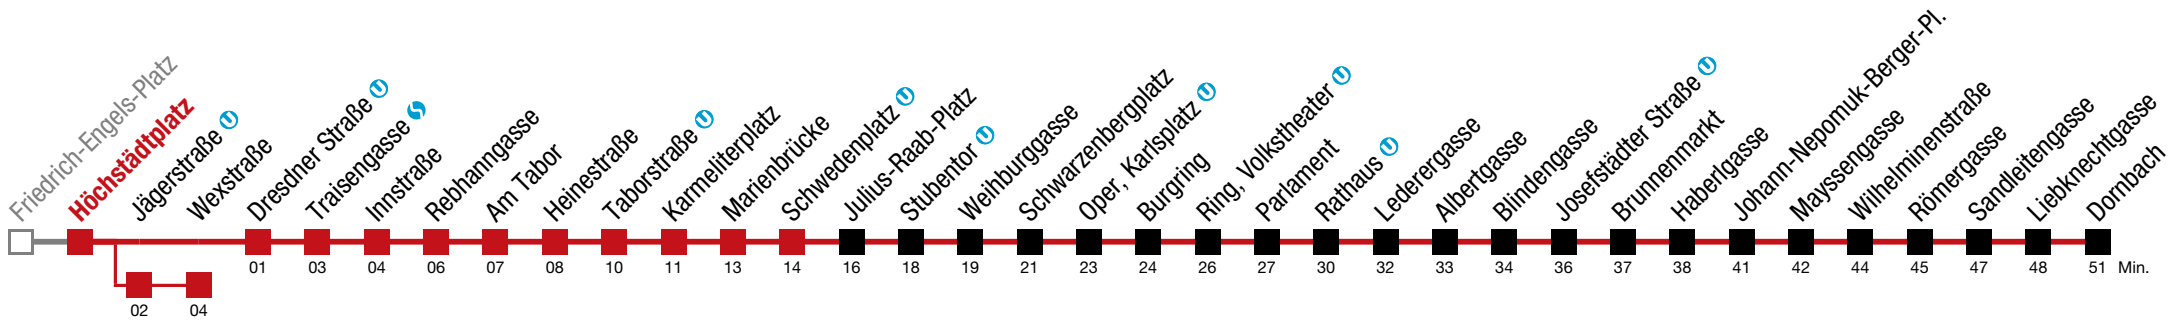 Friedrich-Engels-Platz
Höchstädtplatz
Jägerstraße
Wexstraße
Dresdner Straße
Traisengasse
Innstraße
Rebhanngasse
Am Tabor
Heinestraße
Taborstraße
Karmeliterplatz
Marienbrücke
Schwedenplatz
Julius-Raab-Platz
Stubentor
Weihburggasse
Schwarzenbergplatz
Oper, Karlsplatz
Burgring
Ring, Volkstheater
Parlament
Rathaus
Lederergasse
Albertgasse
Blindengasse
Josefstädter Straße
Brunnenmarkt
Haberlgasse
Johann-Nepomuk-Berger-Pl.
Mayssengasse
Wilhelminenstraße
Römergasse
Sandleitengasse
Liebknechtgasse
Dornbach
01 03 04 06 07 08 10 11 13 14 16 18 19 21 23 24 26 27 30 32 33 34 36 37 38 41 42 44 45 47 48 51 Min.
02 04